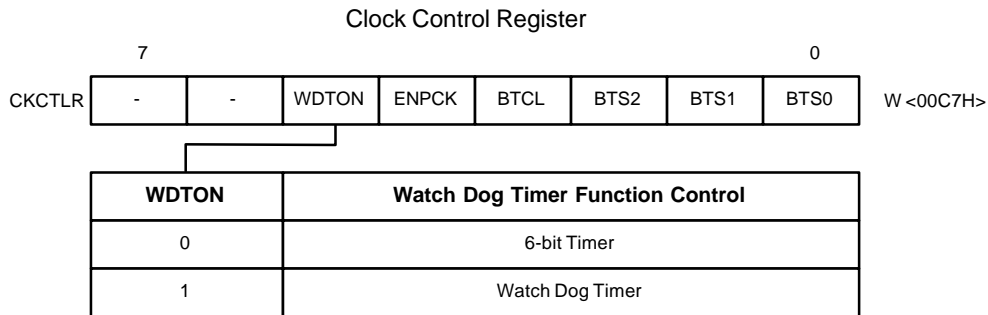 Clock Control Register
7 0
CKCTLR - - WDTON ENPCK BTCL BTS2 BTS1 BTS0 W <00C7H>
WDTON Watch Dog Timer Function Control
0 6-bit Timer
1 Watch Dog Timer